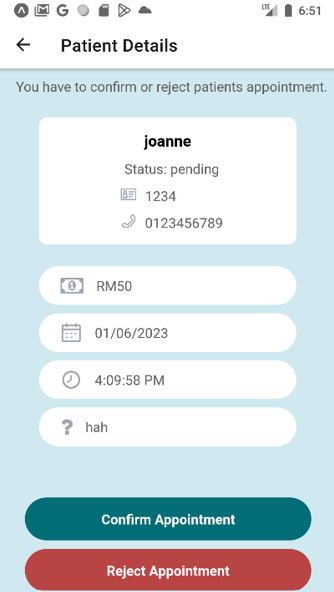 LTE 6:51
Patient Details
You have to confirm or reject patients appointment.
joanne
Status: pending
1234
0123456789
RM50
01/06/2023
4:09:58 PM
? hah
Confirm Appointment
Reject Appointment